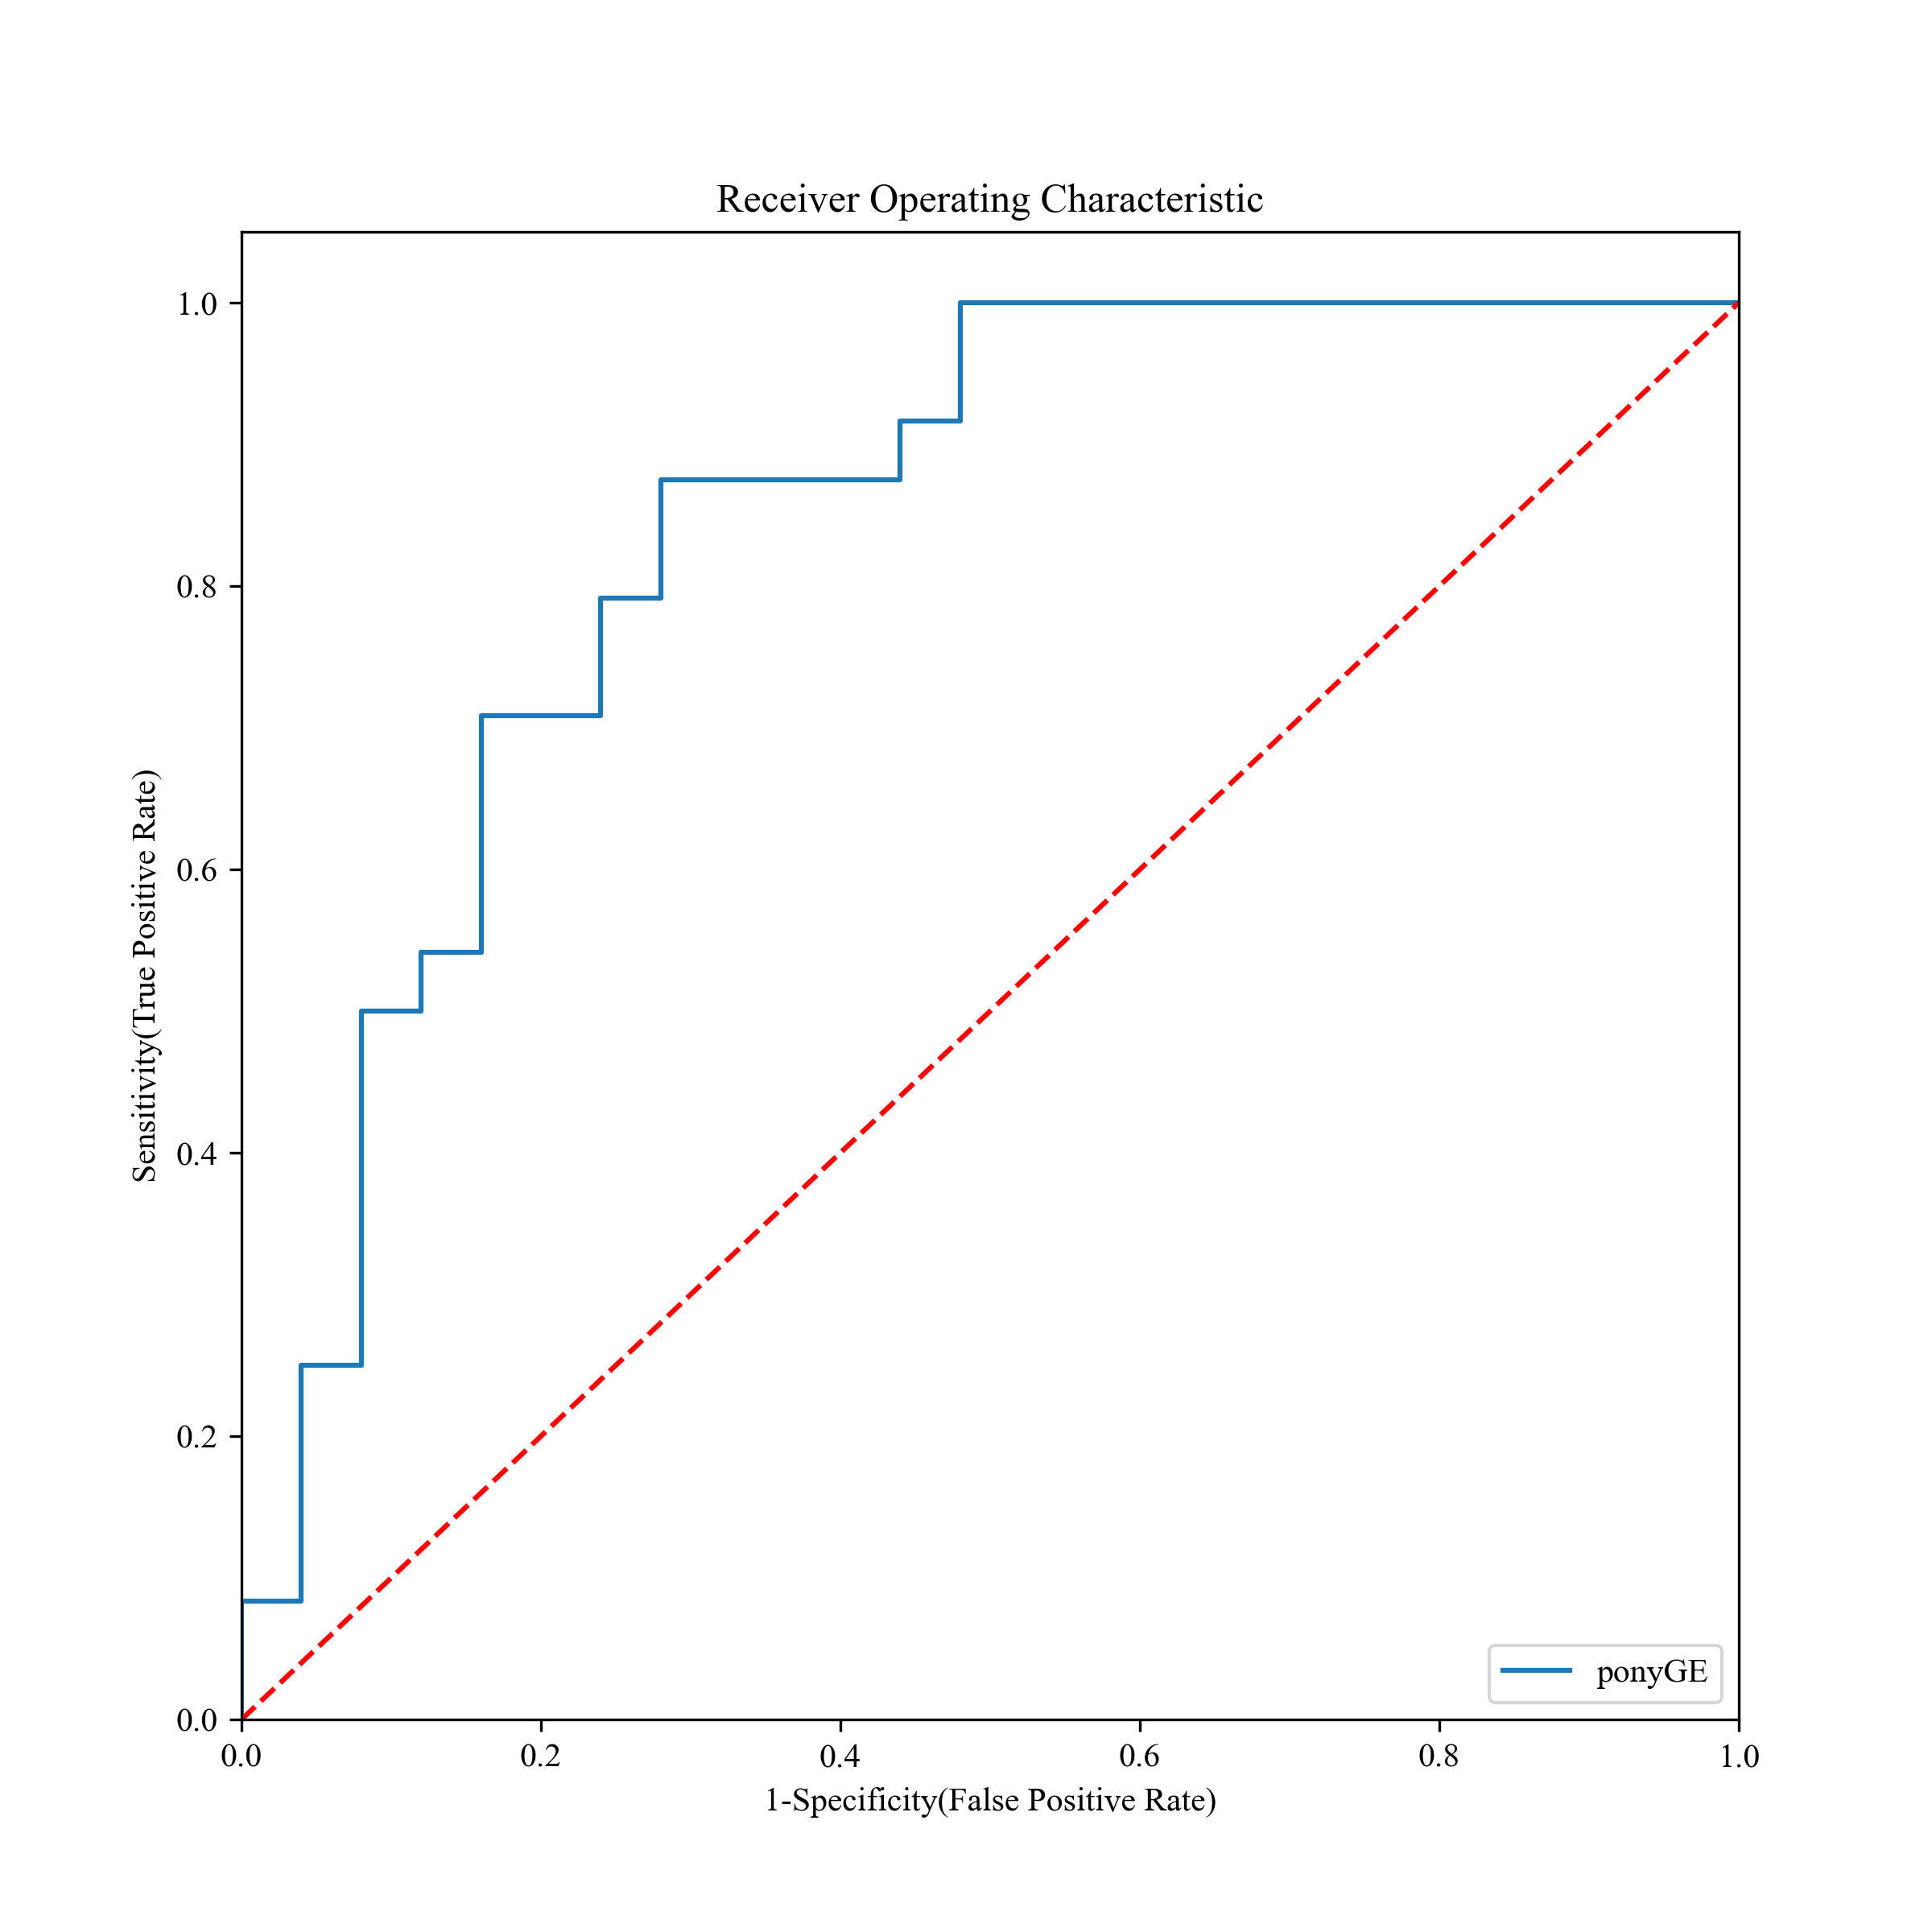 Receiver Operating Characteristic
1.0
0.8
0.6
0.4
0.2
0.0
Sensitivity(True Positive Rate)
ponyGE
0.0 0.2 0.4 0.6 0.8 1.0
1-Specificity(False Positive Rate)